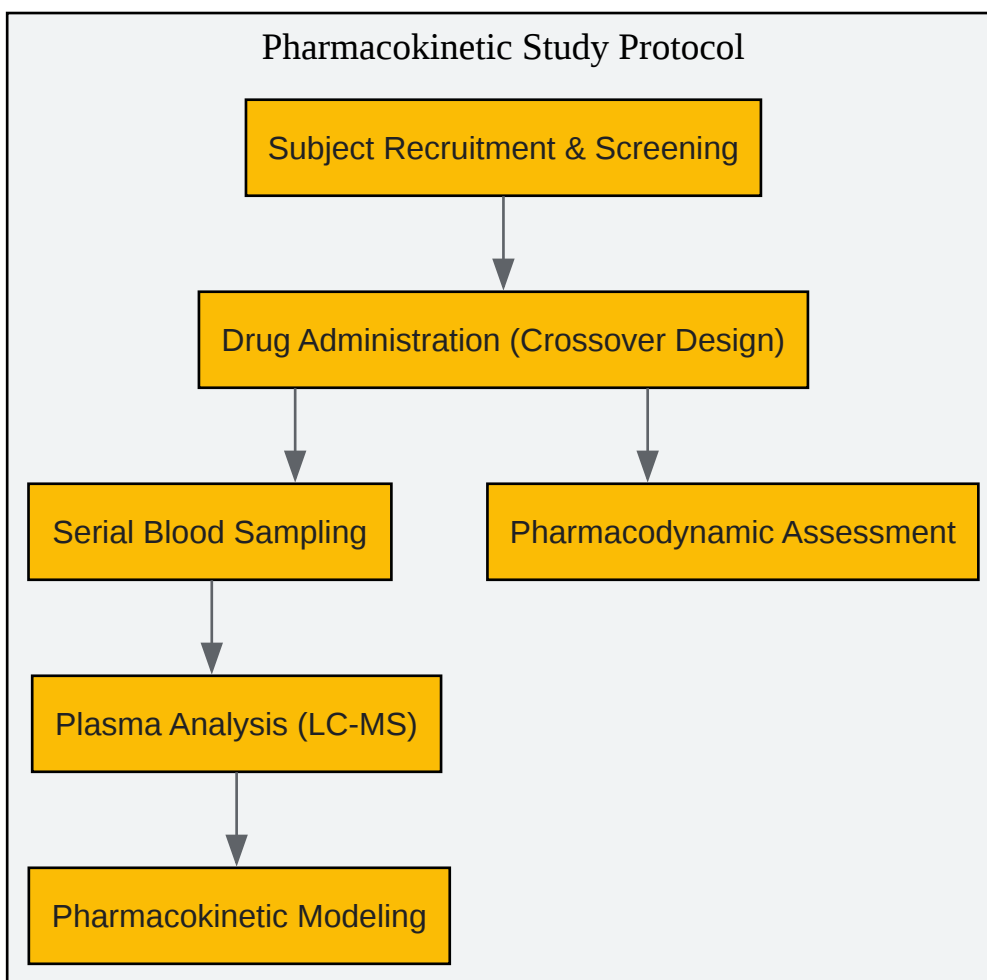 Pharmacokinetic Study Protocol
Subject Recruitment & Screening
Drug Administration (Crossover Design)
Serial Blood Sampling
Pharmacodynamic Assessment
Plasma Analysis (LC-MS)
Pharmacokinetic Modeling